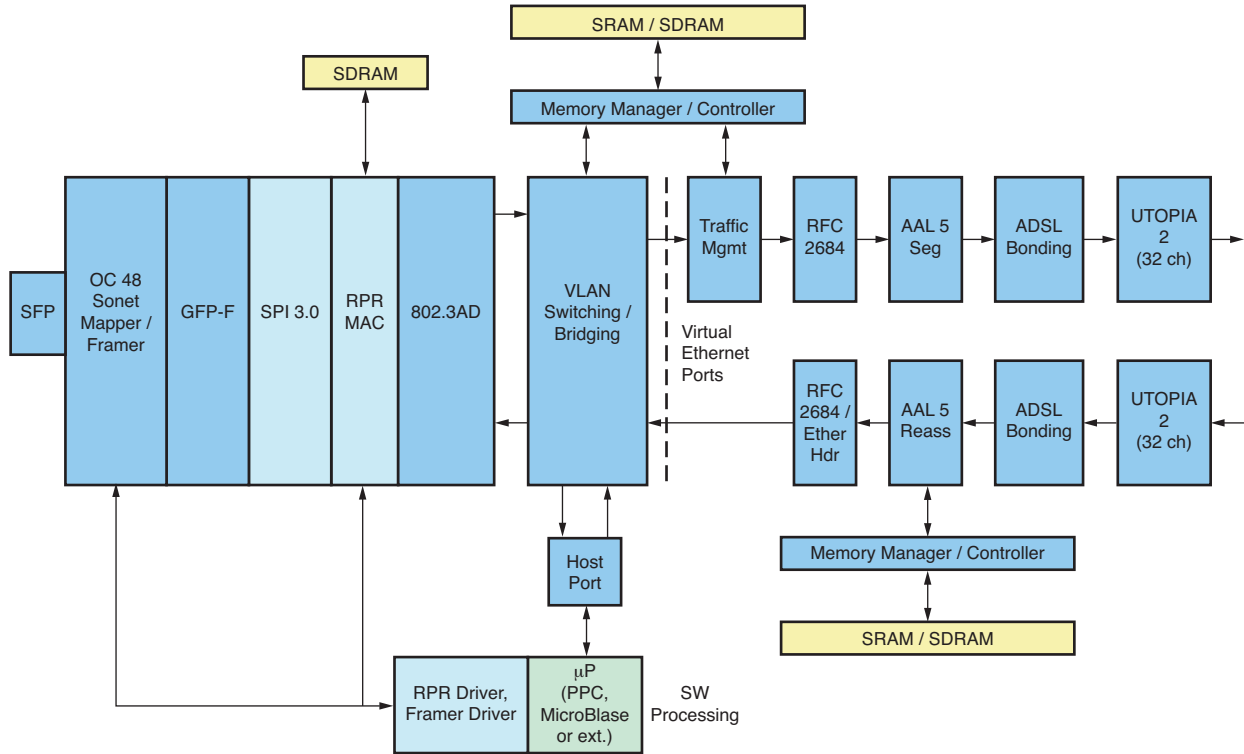 SRAM / SDRAM
SDRAM
Memory Manager / Controller
SFP
OC 48
Sonet
Mapper /
Framer
GFP-F
SPI 3.0
RPR
MAC
802.3AD
VLAN
Switching /
Bridging
Virtual
Ethernet
Ports
Traffic
Mgmt
RFC
2684
AAL 5
Seg
ADSL
Bonding
UTOPIA
2
(32 ch)
RFC
2684 /
Ether
Hdr
AAL 5
Reass
ADSL
Bonding
UTOPIA
2
(32 ch)
Host
Port
Memory Manager / Controller
SRAM / SDRAM
RPR Driver,
Framer Driver
μP
(PPC,
MicroBlase
or ext.)
SW
Processing